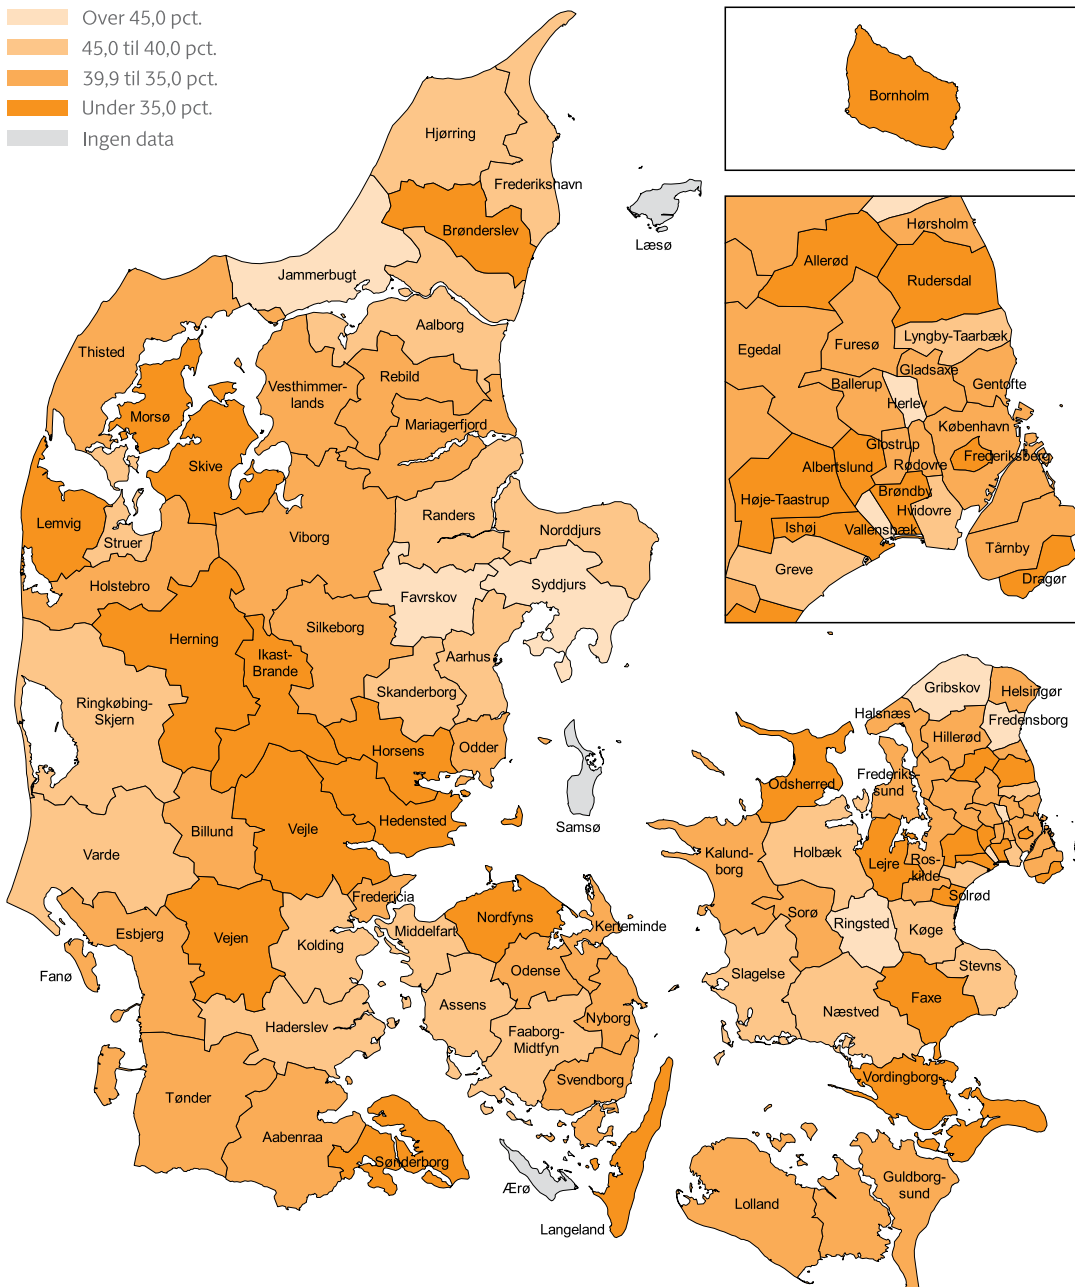 Over 45,0 pct.
45,0 til 40,0 pct.
39,9 til 35,0 pct.
Under 35,0 pct.
Ingen data
Hjørring
Frederikshavn
Brønderslev
Læsø
Jammerbugt
Aalborg
Thisted
Vesthimmer-
lands
Rebild
Mariagerfjord
Morsø
Skive
Lemvig
Struer
Holstebro
Viborg
Randers
Norddjurs
Syddjurs
Favrskov
Silkeborg
Herning
Ikast-
Brande
Aarhus
Skanderborg
Ringkøbing-
Skjern
Horsens
Odder
Hedensted
Samsø
Billund
Vejle
Varde
Fredericia
Esbjerg
Vejen
Kolding
Fanø
Haderslev
Tønder
Aabenraa
Sønderborg
Middelfart
Nordfyns
Kerteminde
Odense
Assens
Nyborg
Faaborg-
Midtfyn
Svendborg
Ærø
Langeland
Bornholm
Hørsholm
Allerød
Rudersdal
Lyngby-Taarbæk
Egedal
Furesø
Gladsaxe
Ballerup
Gentofte
Herlev
København
Glostrup
Frederiksberg
Albertslund
Rødovre
Høje-Taastrup
Brøndby
Hvidovre
Ishøj
Vallensbæk
Tårnby
Greve
Dragør
Gribskov
Helsingør
Halsnæs
Fredensborg
Hillerød
Frederiks-
sund
Odsherred
Kalund-
borg
Holbæk
Lejre
Ros-
kilde
Solrød
Sorø
Ringsted
Køge
Slagelse
Stevns
Faxe
Næstved
Vordingborg
Guldborg-
sund
Lolland